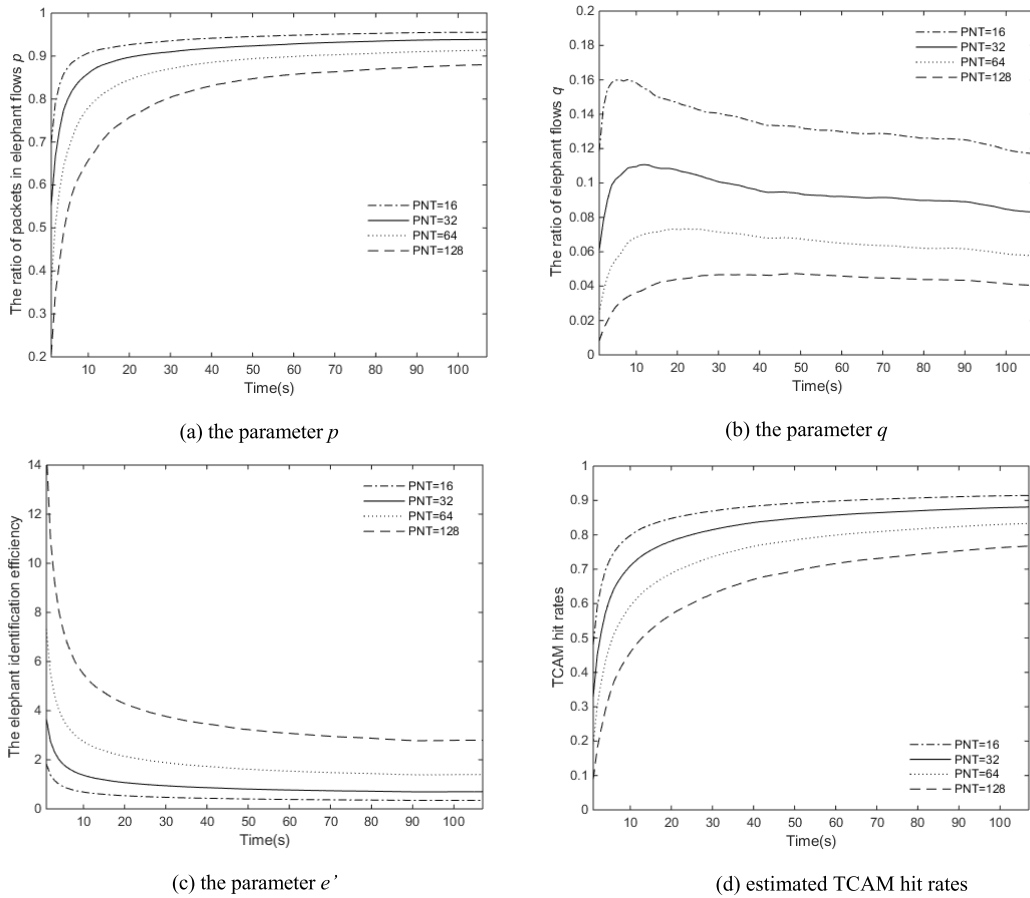 The ratio of packets in elephant flows p
1
0.9
0.8
0.7
0.6
0.5
0.4
0.3
0.2
PNT=16
PNT=32
PNT=64
PNT=128
10 20 30 40 50 60 70 80 90 100
Time(s)
(a) the parameter p
The ratio of elephant flows q
0.2
0.18
0.16
0.14
0.12
0.1
0.08
0.06
0.04
0.02
0
PNT=16
PNT=32
PNT=64
PNT=128
10 20 30 40 50 60 70 80 90 100
Time(s)
(b) the parameter q
The elephant identification efficiency
14
12
10
8
6
4
2
0
PNT=16
PNT=32
PNT=64
PNT=128
10 20 30 40 50 60 70 80 90 100
Time(s)
(c) the parameter e’
TCAM hit rates
1
0.9
0.8
0.7
0.6
0.5
0.4
0.3
0.2
0.1
0
PNT=16
PNT=32
PNT=64
PNT=128
10 20 30 40 50 60 70 80 90 100
Time(s)
(d) estimated TCAM hit rates